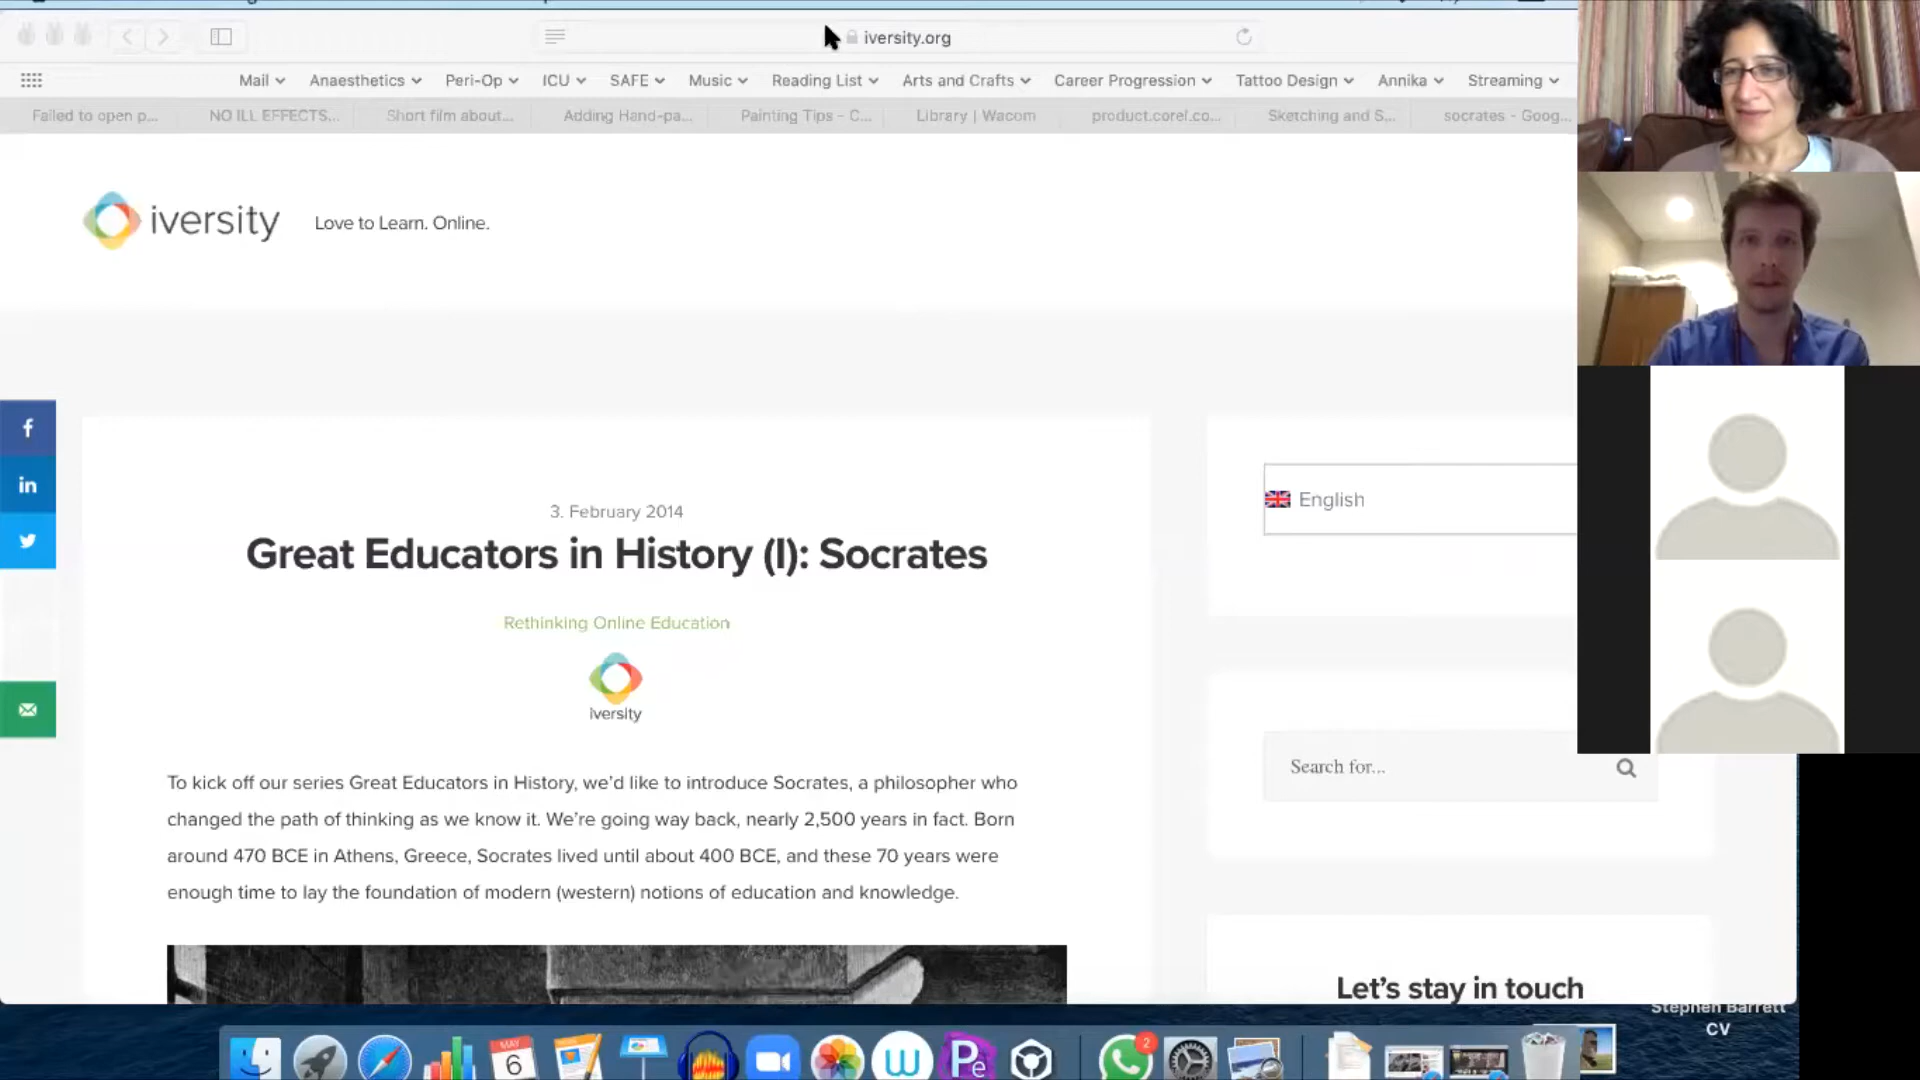 iversity.org
Mail Anaesthetics Peri-Op ICU SAFE Music Reading List Arts and Crafts Career Progression Tattoo Design Annika Streaming
Failed to open p... NO ILL EFFECTS... Short film about... Adding Hand-pa... Painting Tips - C... Library | Wacom product.corel.co... Sketching and S... socrates - Goog...
iversity Love to Learn. Online.
f
in
English
3. February 2014
Great Educators in History (I): Socrates
Rethinking Online Education
iversity
Search for...
To kick off our series Great Educators in History, we'd like to introduce Socrates, a philosopher who
changed the path of thinking as we know it. We're going way back, nearly 2,500 years in fact. Born
around 470 BCE in Athens, Greece, Socrates lived until about 400 BCE, and these 70 years were
enough time to lay the foundation of modern (western) notions of education and knowledge.
Let's stay in touch
Stephen Barrett
CV
MAY
6
W
Pe
2